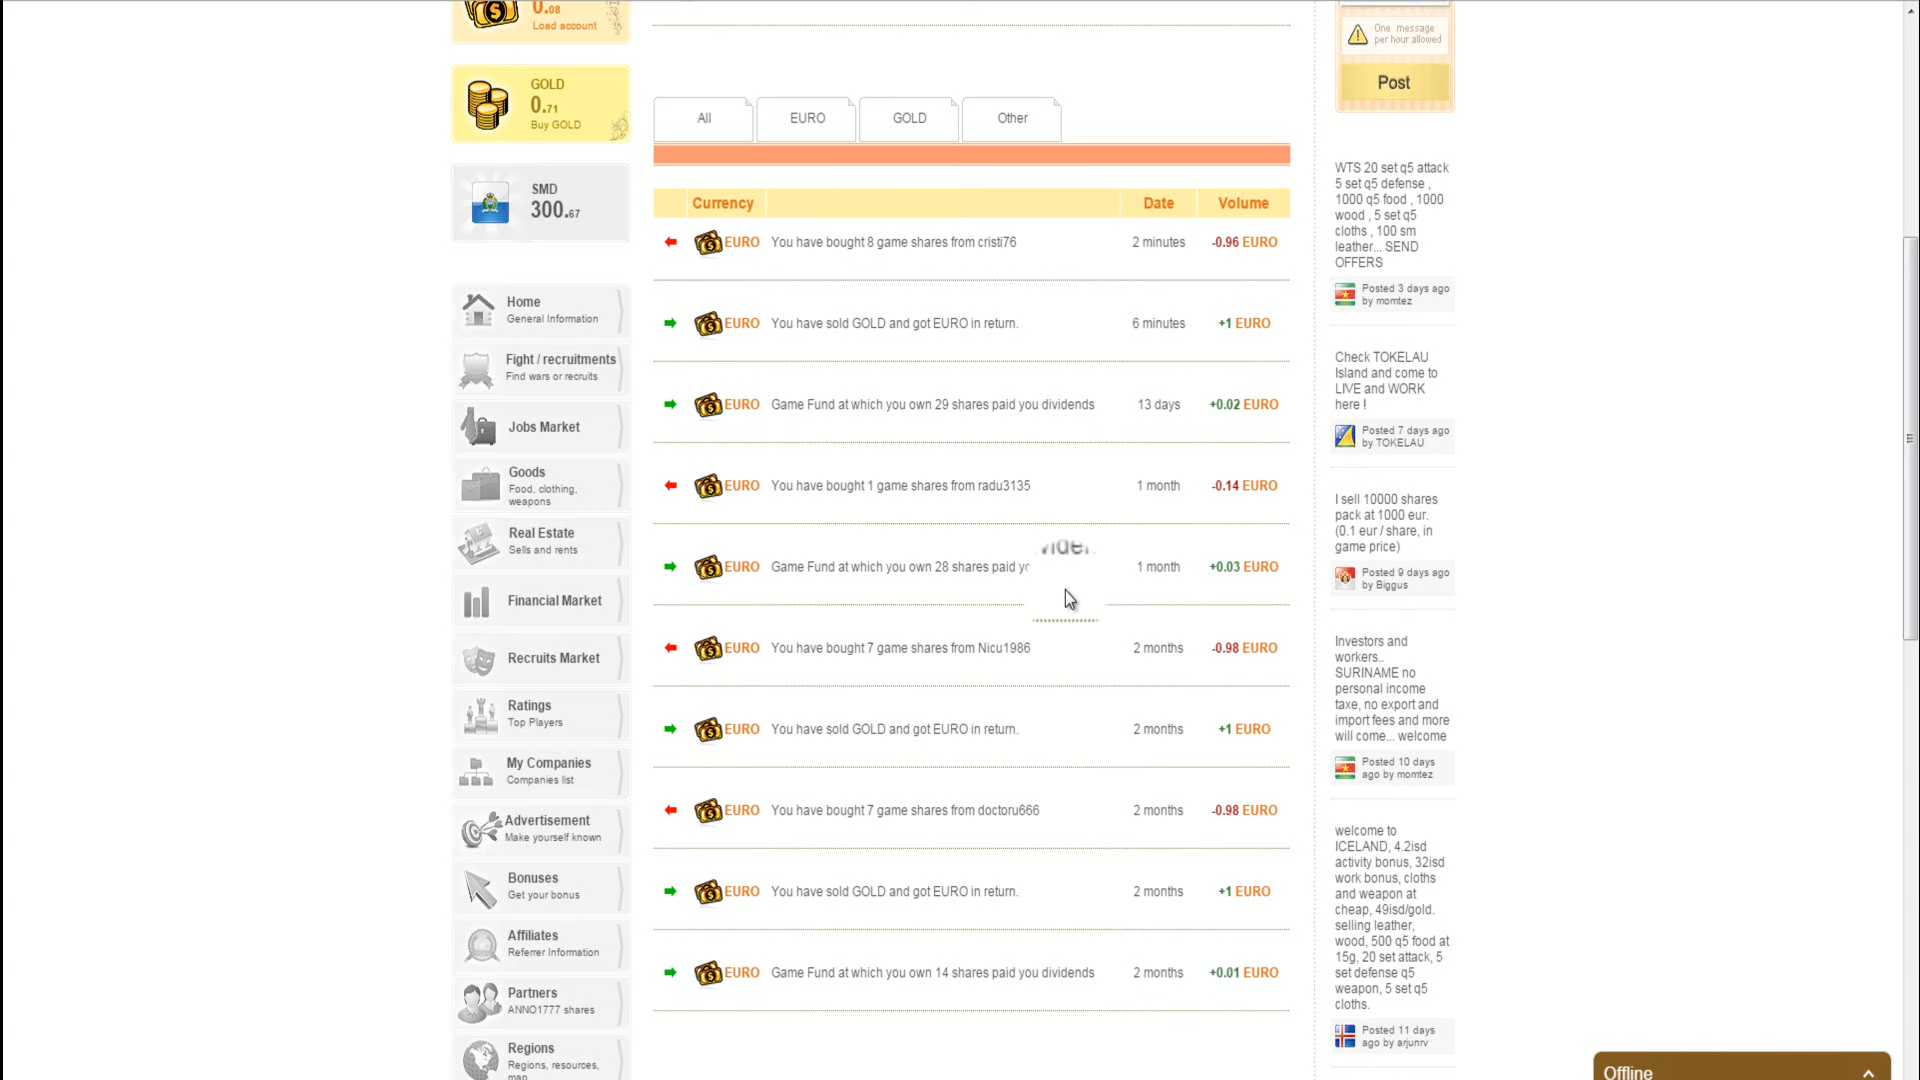 0.08
Load account
GOLD
0.71
Buy GOLD
SMD
300.67
Home
General Information
Fight / recruitments
Find wars or recruits
Jobs Market
Goods
Food, clothing,
weapons
Real Estate
Sells and rents
Financial Market
Recruits Market
Ratings
Top Players
My Companies
Companies list
Advertisement
Make yourself known
Bonuses
Get your bonus
Affiliates
Referrer Information
Partners
ANNO1777 shares
Regions
Regions, resources,
map
All EURO GOLD Other
Currency Date Volume
EURO You have bought 8 game shares from cristi76 2 minutes -0.96 EURO
EURO You have sold GOLD and got EURO in return. 6 minutes +1 EURO
EURO Game Fund at which you own 29 shares paid you dividends 13 days +0.02 EURO
EURO You have bought 1 game shares from radu3135 1 month -0.14 EURO
EURO Game Fund at which you own 28 shares paid 1 month +0.03 EURO
EURO You have bought 7 game shares from Nicu1986 2 months -0.98 EURO
EURO You have sold GOLD and got EURO in return. 2 months +1 EURO
EURO You have bought 7 game shares from doctoru666 2 months -0.98 EURO
EURO You have sold GOLD and got EURO in return. 2 months +1 EURO
EURO Game Fund at which you own 14 shares paid you dividends 2 months +0.01 EURO
One message
per hour allowed
Post
WTS 20 set q5 attack
5 set q5 defense ,
1000 q5 food , 1000
wood , 5 set q5
cloths , 100 sm
leather... SEND
OFFERS
Posted 3 days ago
by momtez
Check TOKELAU
Island and come to
LIVE and WORK
here !
Posted 7 days ago
by TOKELAU
I sell 10000 shares
pack at 1000 eur.
(0.1 eur / share, in
game price)
Posted 9 days ago
by Biggus
Investors and
workers..
SURINAME no
personal income
taxe, no export and
import fees and more
will come... welcome
Posted 10 days
ago by momtez
welcome to
ICELAND, 4.2isd
activity bonus, 32isd
work bonus, cloths
and weapon at
cheap, 49isd/gold.
selling leather,
wood, 500 q5 food at
15g, 20 set attack, 5
set defense q5
weapon, 5 set q5
cloths.
Posted 11 days
ago by arjunrv
Offline